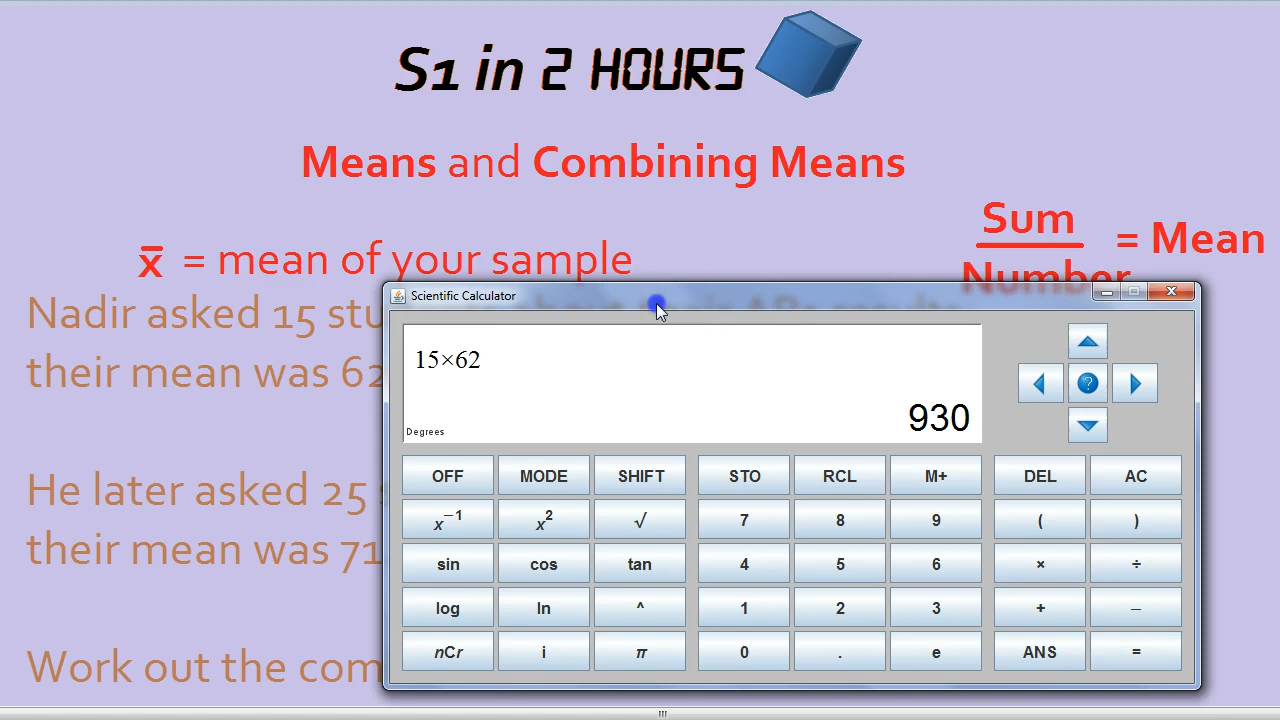 S1 in 2 HOURS
Means and Combining Means
x̅ = mean of your sample
Sum
= Mean
Number
Nadir asked 15
their mean was 62
He later asked 25
their mean was 71
Work out the
Scientific Calculator
15×62
930
Degrees
?
OFF MODE SHIFT STO RCL M+ DEL AC
x⁻¹ x² √ 7 8 9 ( )
sin cos tan 4 5 6 × ÷
log ln ^ 1 2 3 + −
nCr i π 0 . e ANS =